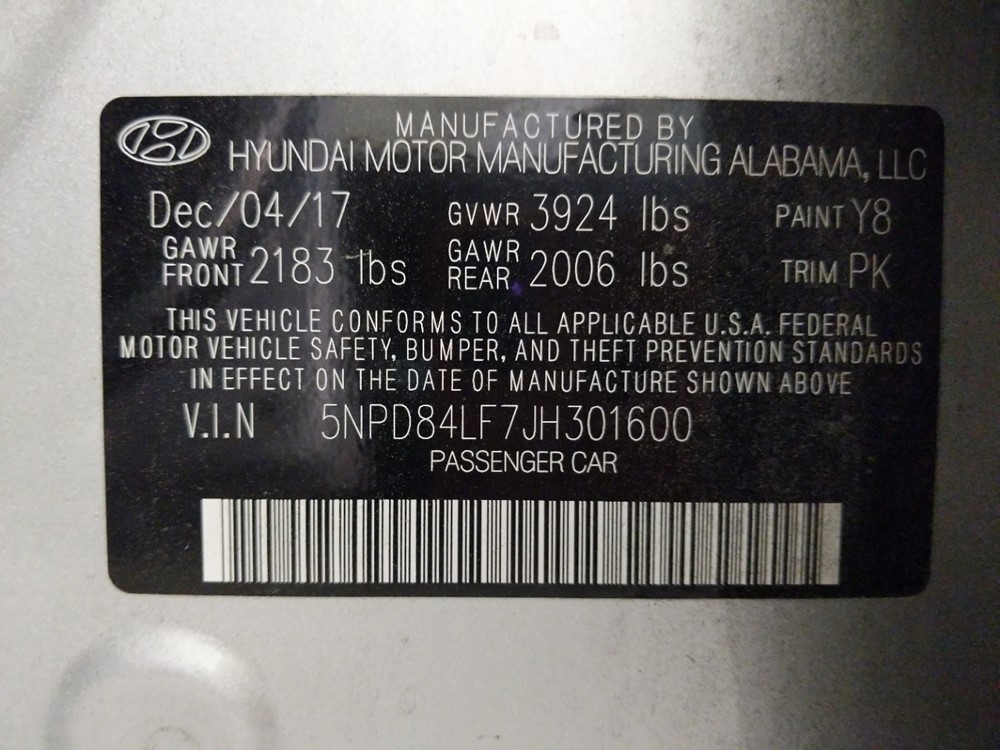 MANUFACTURED BY
HYUNDAI MOTOR MANUFACTURING ALABAMA, LLC
Dec/04/17 GVWR 3924 lbs PAINT Y8
GAWR FRONT 2183 lbs GAWR REAR 2006 lbs TRIM PK
THIS VEHICLE CONFORMS TO ALL APPLICABLE U.S.A. FEDERAL
MOTOR VEHICLE SAFETY, BUMPER, AND THEFT PREVENTION STANDARDS
IN EFFECT ON THE DATE OF MANUFACTURE SHOWN ABOVE
V.I.N 5NPD84LF7JH301600
PASSENGER CAR